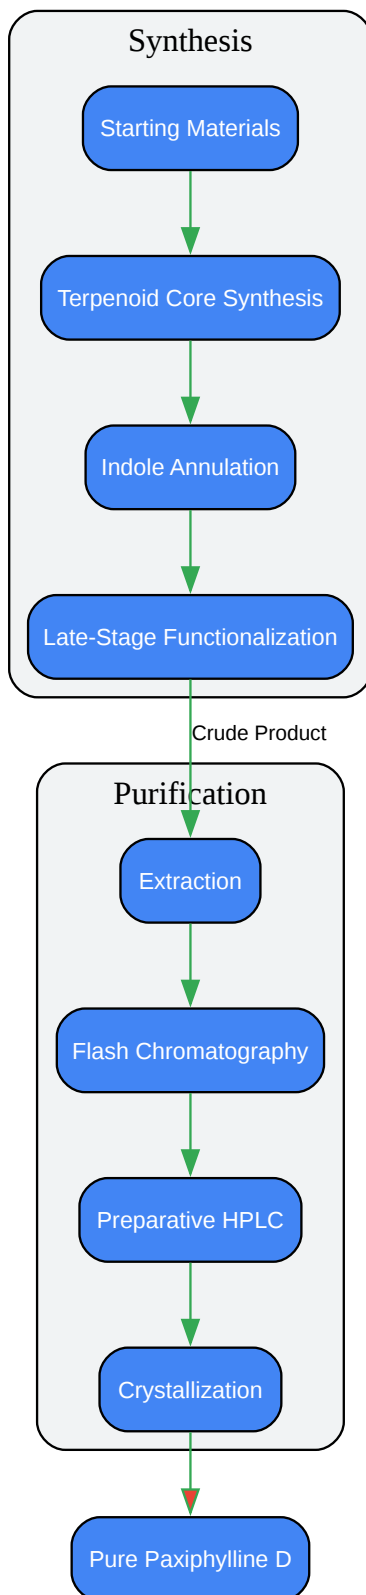 Synthesis
Starting Materials
Terpenoid Core Synthesis
Indole Annulation
Late-Stage Functionalization
Crude Product
Purification
Extraction
Flash Chromatography
Preparative HPLC
Crystallization
Pure Paxiphylline D